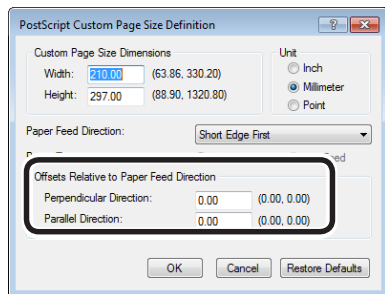 PostScript Custom Page Size Definition
Custom Page Size Dimensions
Unit
Width: 210.00 (63.86, 330.20)
Height: 297.00 (88.90, 1320.80)
Inch
Millimeter
Point
Paper Feed Direction: Short Edge First
Offsets Relative to Paper Feed Direction
Perpendicular Direction: 0.00 (0.00, 0.00)
Parallel Direction: 0.00 (0.00, 0.00)
OK Cancel Restore Defaults